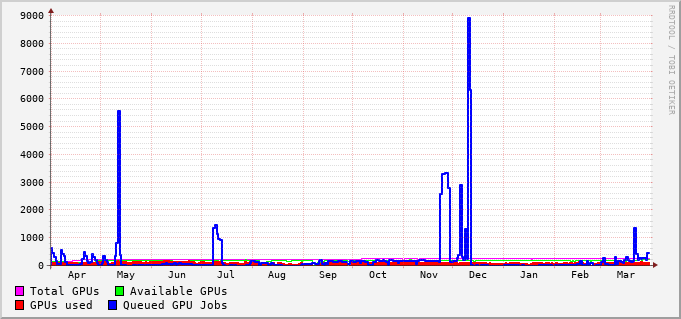 9000
8000
7000
6000
5000
4000
3000
2000
1000
0
Apr May Jun Jul Aug Sep Oct Nov Dec Jan Feb Mar
Total GPUs Available GPUs
GPUs used Queued GPU Jobs
RRDTOOL / TOBI OETIKER